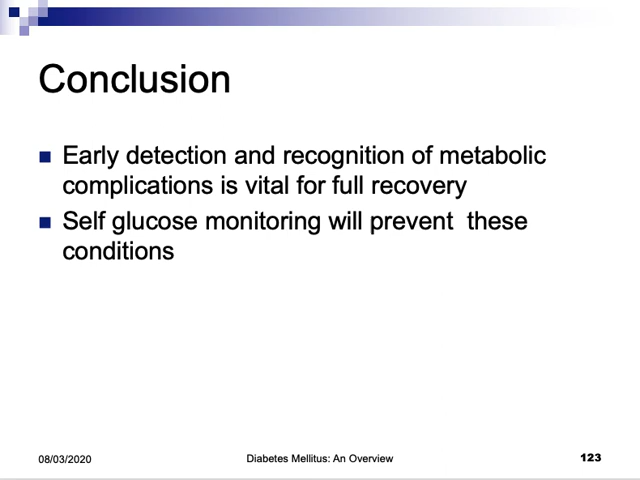 Conclusion
Early detection and recognition of metabolic
complications is vital for full recovery
Self glucose monitoring will prevent  these
conditions
08/03/2020
Diabetes Mellitus: An Overview
123